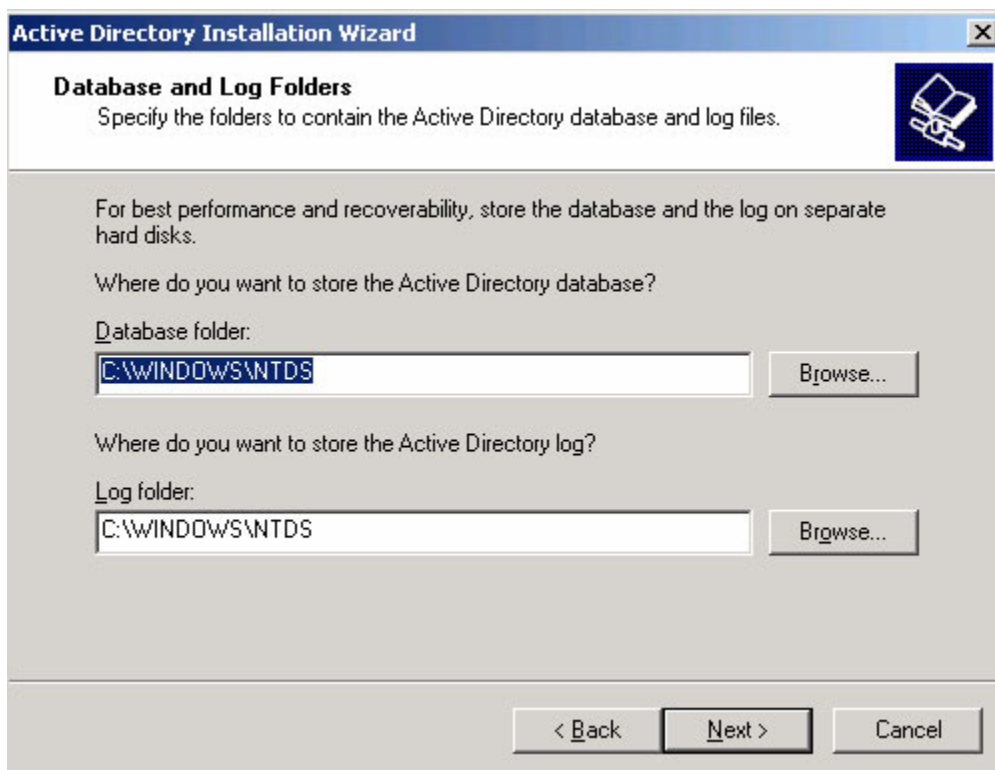 Active Directory Installation Wizard
Database and Log Folders
Specify the folders to contain the Active Directory database and log files.
For best performance and recoverability, store the database and the log on separate
hard disks.
Where do you want to store the Active Directory database?
Database folder:
C:\WINDOWS\NTDS
Browse...
Where do you want to store the Active Directory log?
Log folder:
C:\WINDOWS\NTDS
Browse...
< Back
Next >
Cancel